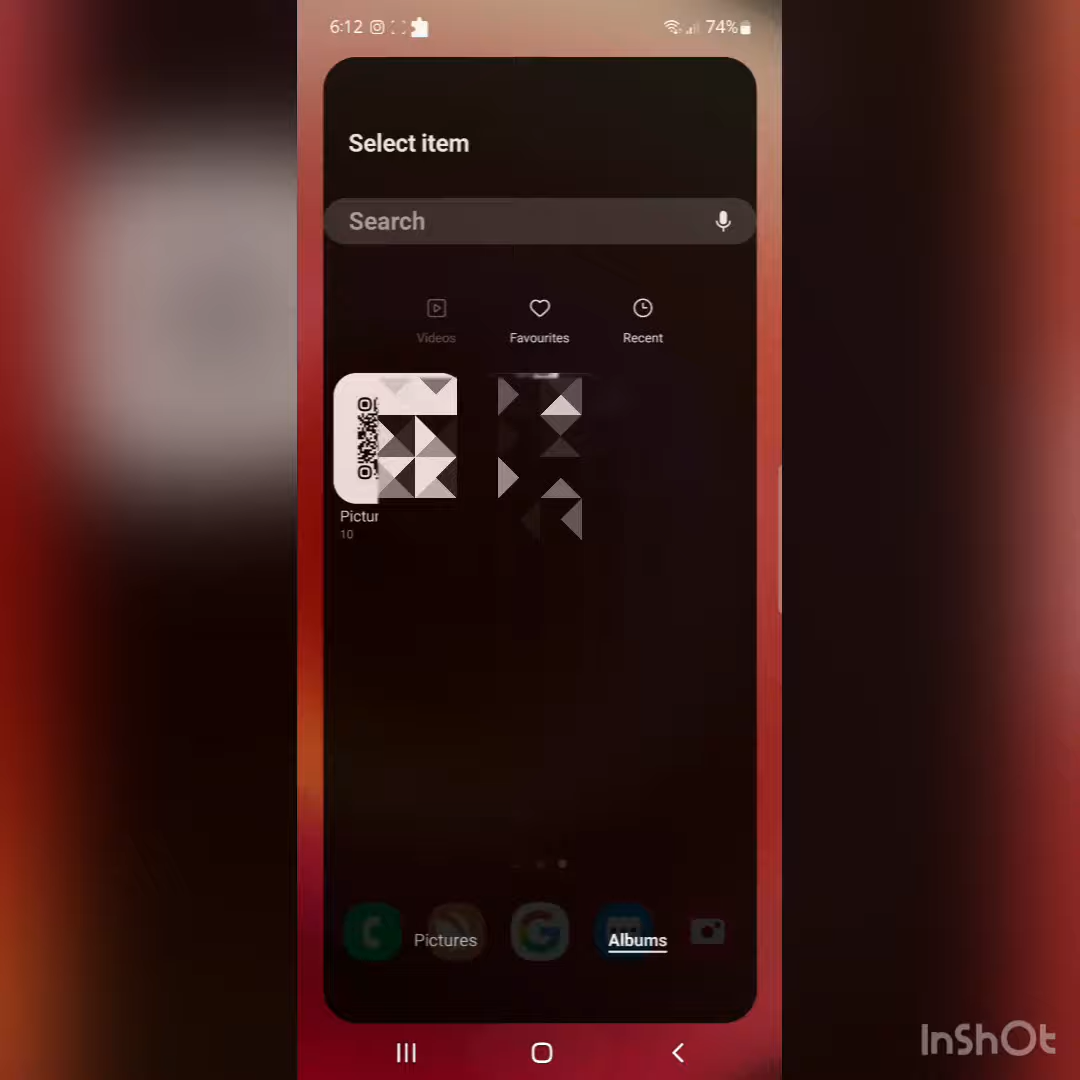 6:12
74%
Select item
Search
Videos
Favourites
Recent
Pictur
10
Pictures
Albums
InShOt